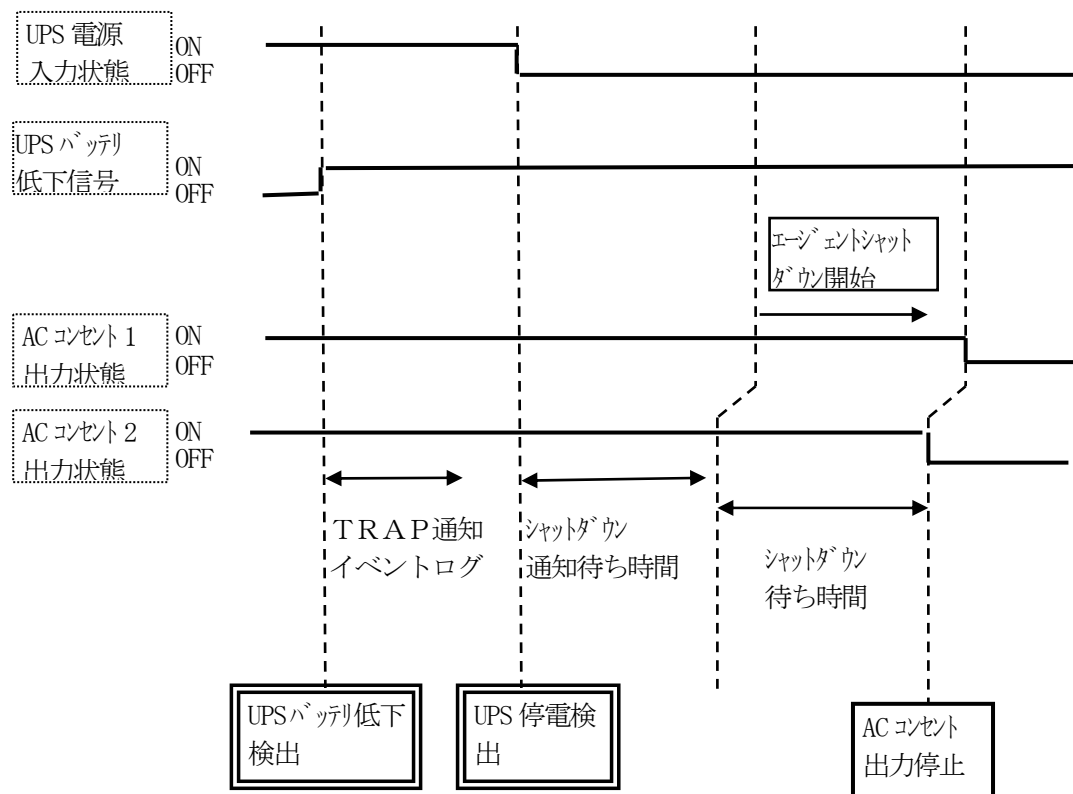 UPS 電源
入力状態
ON
OFF
UPSバッテリ
低下信号
ON
OFF
エージェントシャット
ダウン開始
AC コンセント 1
出力状態
ON
OFF
AC コンセント 2
出力状態
ON
OFF
TRAP通知
イベントログ
シャットダウン
通知待ち時間
シャットダウン
待ち時間
UPSバッテリ低下
検出
UPS 停電検
出
AC コンセント
出力停止